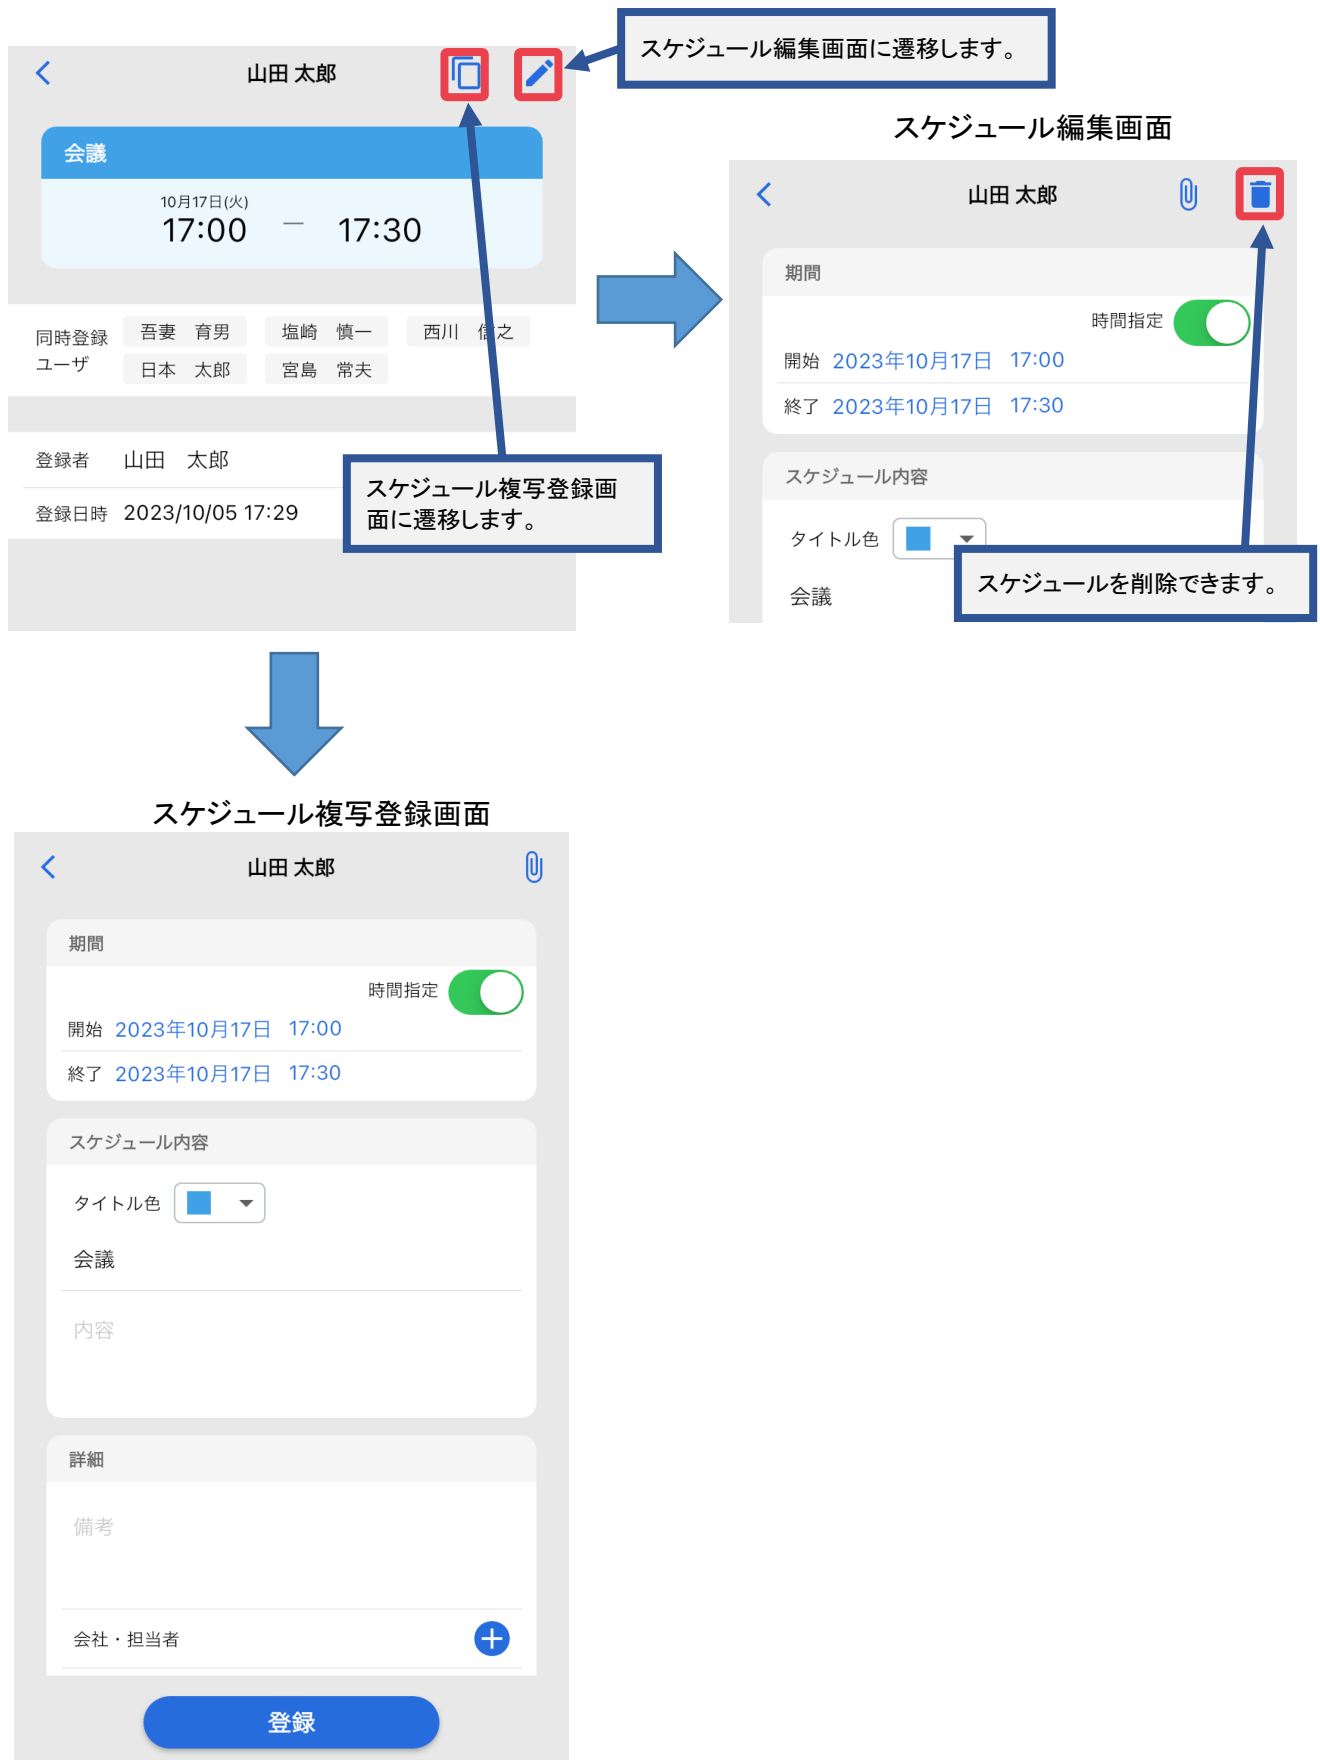 スケジュール編集画面に遷移します。
山田 太郎
会議
10月17日(火)
17:00 — 17:30
同時登録
ユーザ
吾妻　育男
塩崎　慎一
西川　信之
日本　太郎
宮島　常夫
登録者 山田　太郎
登録日時 2023/10/05 17:29
スケジュール複写登録画
面に遷移します。
スケジュール編集画面
山田 太郎
期間
時間指定
開始 2023年10月17日 17:00
終了 2023年10月17日 17:30
スケジュール内容
タイトル色
会議
スケジュールを削除できます。
スケジュール複写登録画面
山田 太郎
期間
時間指定
開始 2023年10月17日 17:00
終了 2023年10月17日 17:30
スケジュール内容
タイトル色
会議
内容
詳細
備考
会社・担当者
登録